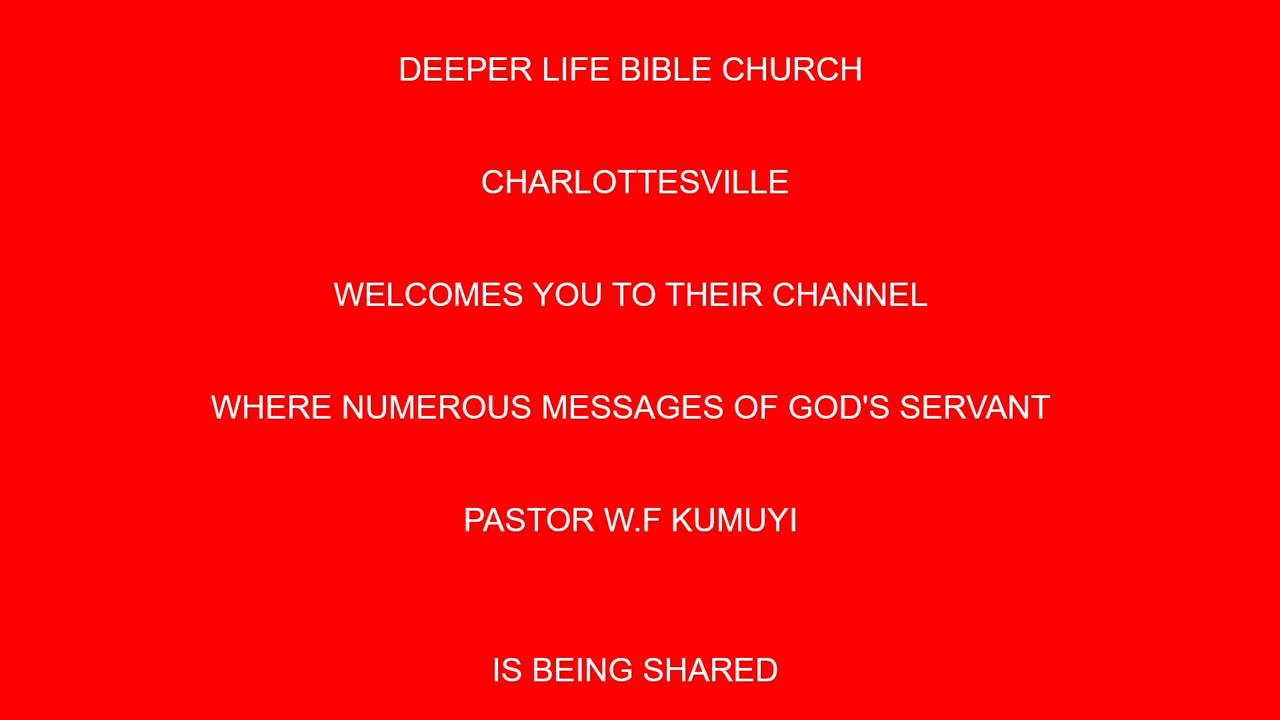 DEEPER LIFE BIBLE CHURCH
CHARLOTTESVILLE
WELCOMES YOU TO THEIR CHANNEL
WHERE NUMEROUS MESSAGES OF GOD'S SERVANT
PASTOR W.F KUMUYI
IS BEING SHARED